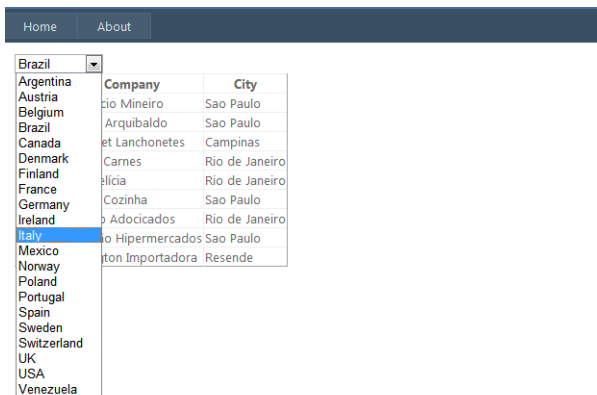 Home About
Brazil
Argentina
Austria
Belgium
Brazil
Canada
Denmark
Finland
France
Germany
Ireland
Italy
Mexico
Norway
Poland
Portugal
Spain
Sweden
Switzerland
UK
USA
Venezuela
Company City
Mineiro Sao Paulo
Arquibaldo Sao Paulo
Lanchonetes Campinas
Carnes Rio de Janeiro
Rio de Janeiro
Cozinha Sao Paulo
Adocicados Rio de Janeiro
Hipermercados Sao Paulo
Importadora Resende